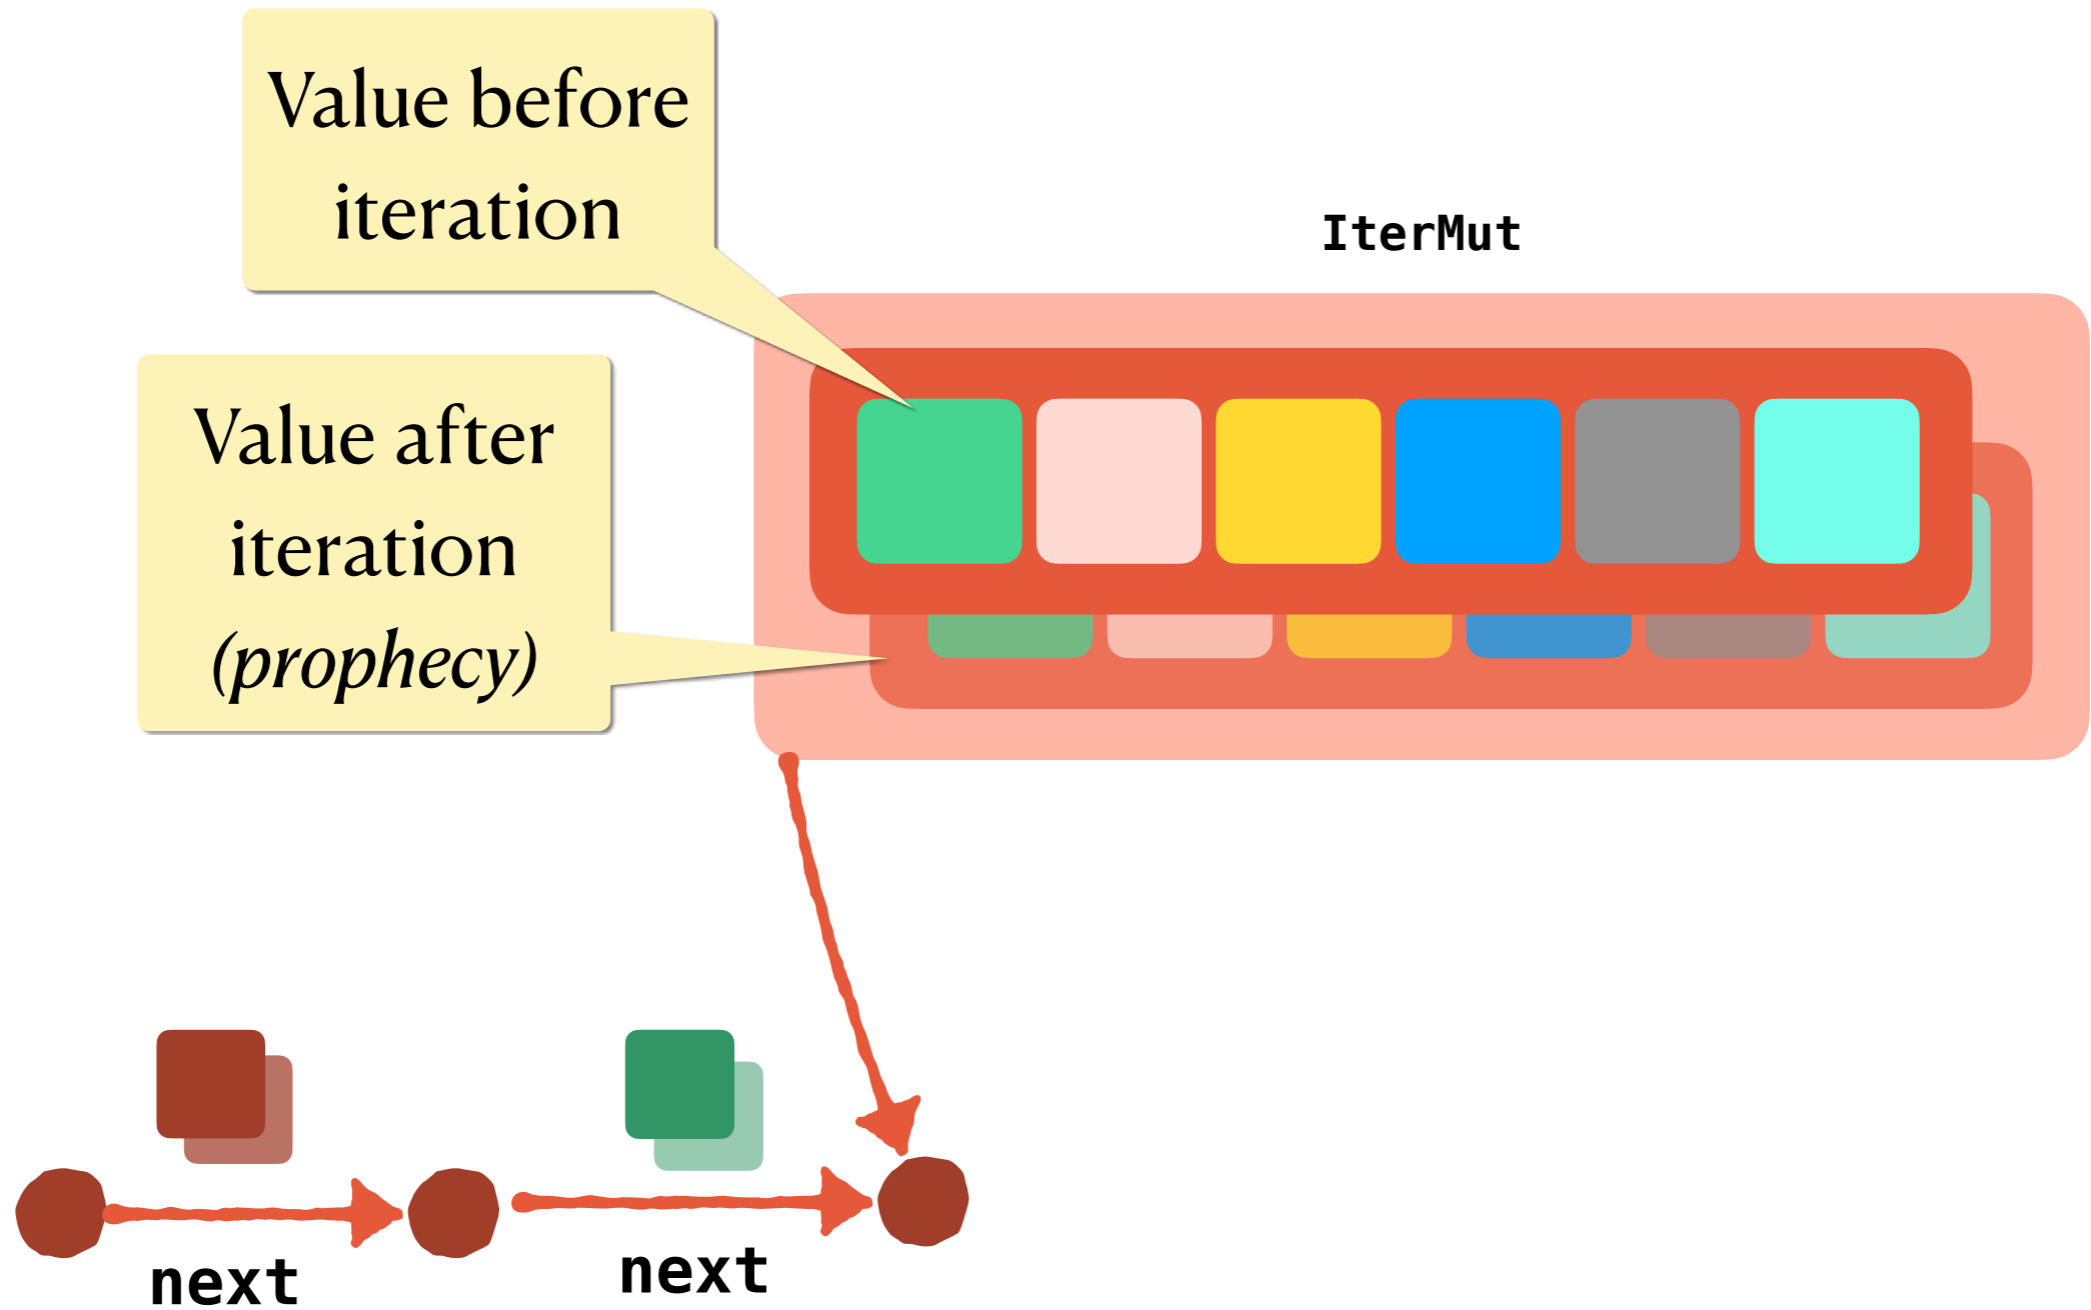 Value before
iteration
IterMut
Value after
iteration
(prophecy)
next
next